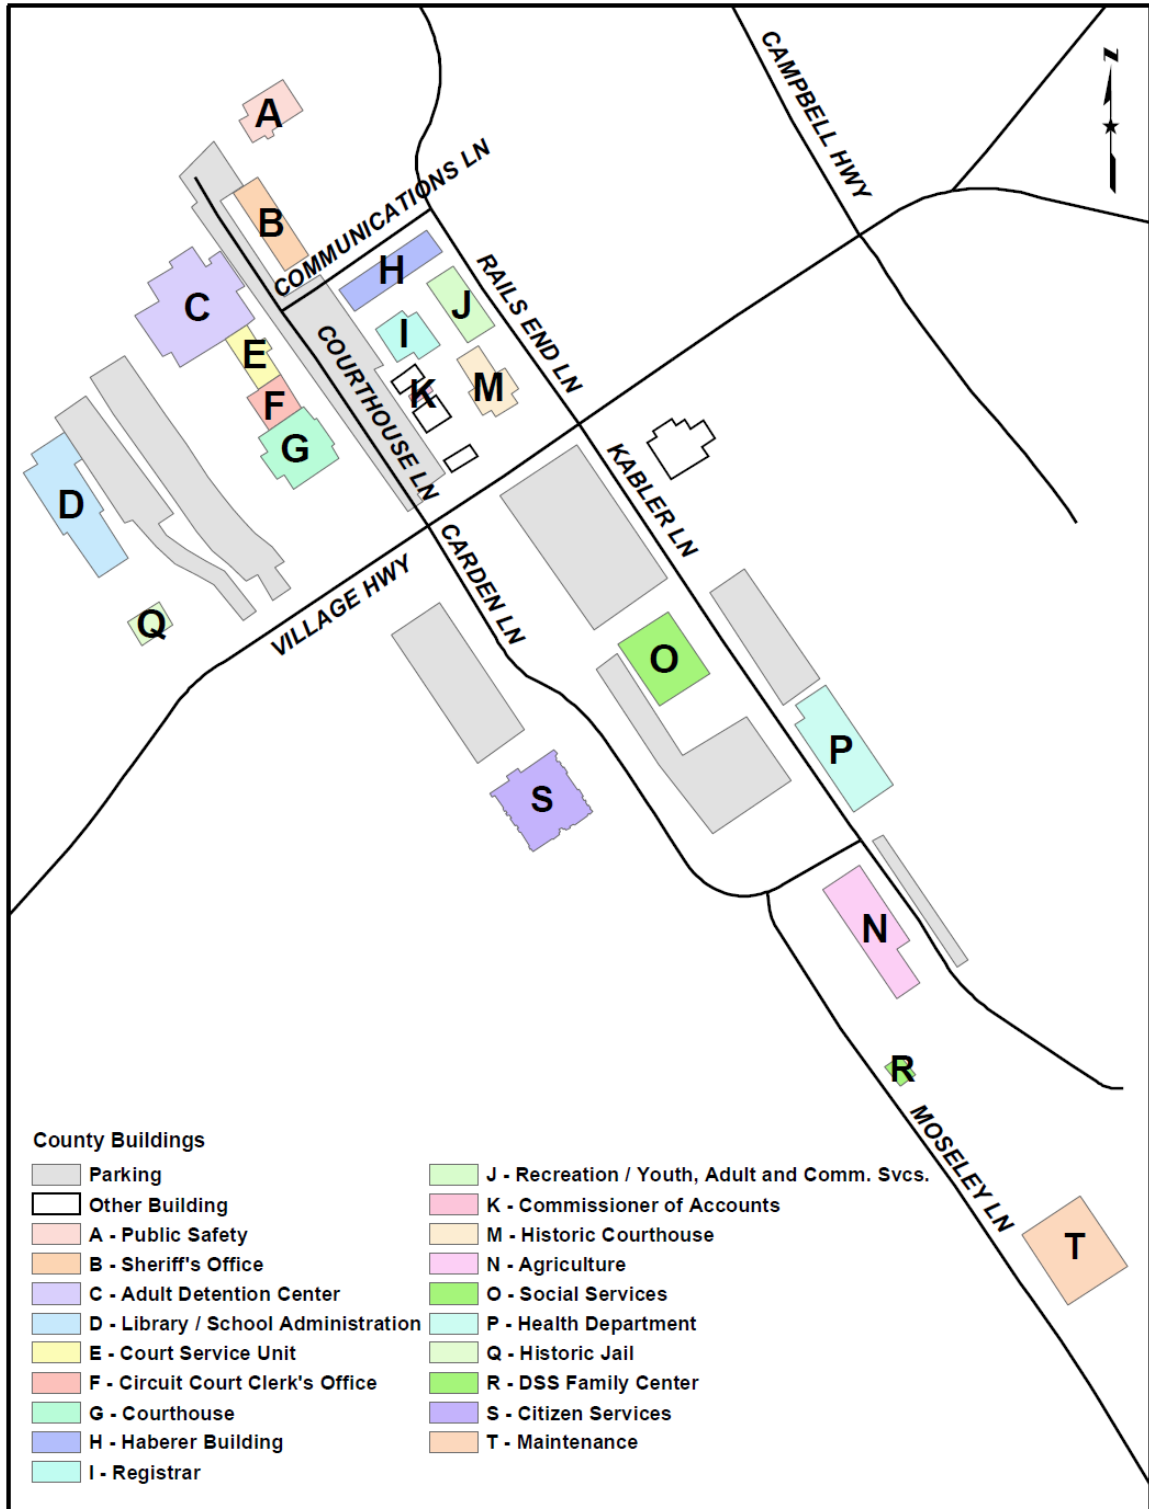 CAMPBELL HWY
N
A
COMMUNICATIONS LN
B
H
RAILS END LN
C
J
I
COURTHOUSE LN
E
K
M
F
G
KABLER LN
D
CARDEN LN
VILLAGE HWY
Q
O
P
S
N
R
MOSELEY LN
T
County Buildings
Parking
Other Building
A - Public Safety
B - Sheriff's Office
C - Adult Detention Center
D - Library / School Administration
E - Court Service Unit
F - Circuit Court Clerk's Office
G - Courthouse
H - Haberer Building
I - Registrar
J - Recreation / Youth, Adult and Comm. Svcs.
K - Commissioner of Accounts
M - Historic Courthouse
N - Agriculture
O - Social Services
P - Health Department
Q - Historic Jail
R - DSS Family Center
S - Citizen Services
T - Maintenance